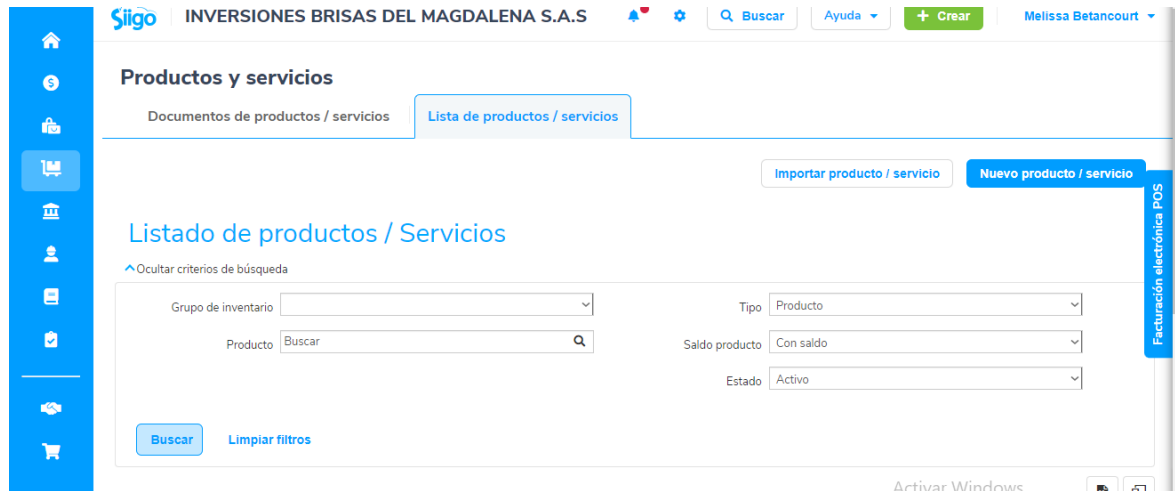 Siigo INVERSIONES BRISAS DEL MAGDALENA S.A.S Buscar Ayuda + Crear Melissa Betancourt
Productos y servicios
Documentos de productos / servicios Lista de productos / servicios
Importar producto / servicio Nuevo producto / servicio
Facturación electrónica POS
Listado de productos / Servicios
Ocultar criterios de búsqueda
Grupo de inventario Tipo Producto
Producto Buscar Saldo producto Con saldo
Estado Activo
Buscar Limpiar filtros
Activar Windows